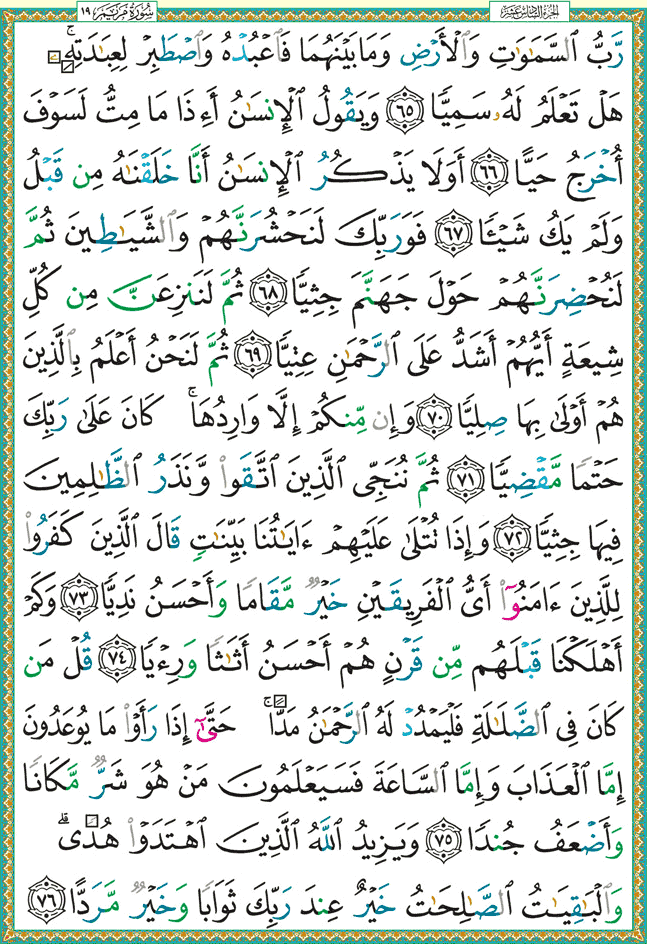 الجزء السادس عشر
سورة مريم ١٩
رَّبُّ ٱلسَّمَٰوَٰتِ وَٱلْأَرْضِ وَمَا بَيْنَهُمَا فَٱعْبُدْهُ وَٱصْطَبِرْ لِعِبَٰدَتِهِۦۚ
هَلْ تَعْلَمُ لَهُۥ سَمِيًّا ٦٥ وَيَقُولُ ٱلْإِنسَٰنُ أَءِذَا مَا مِتُّ لَسَوْفَ
أُخْرَجُ حَيًّا ٦٦ أَوَلَا يَذْكُرُ ٱلْإِنسَٰنُ أَنَّا خَلَقْنَٰهُ مِن قَبْلُ
وَلَمْ يَكُ شَيْـًٔا ٦٧ فَوَرَبِّكَ لَنَحْشُرَنَّهُمْ وَٱلشَّيَٰطِينَ ثُمَّ
لَنُحْضِرَنَّهُمْ حَوْلَ جَهَنَّمَ جِثِيًّا ٦٨ ثُمَّ لَنَنزِعَنَّ مِن كُلِّ
شِيعَةٍ أَيُّهُمْ أَشَدُّ عَلَى ٱلرَّحْمَٰنِ عِتِيًّا ٦٩ ثُمَّ لَنَحْنُ أَعْلَمُ بِٱلَّذِينَ
هُمْ أَوْلَىٰ بِهَا صِلِيًّا ٧٠ وَإِن مِّنكُمْ إِلَّا وَارِدُهَاۚ كَانَ عَلَىٰ رَبِّكَ
حَتْمًا مَّقْضِيًّا ٧١ ثُمَّ نُنَجِّى ٱلَّذِينَ ٱتَّقَوا۟ وَّنَذَرُ ٱلظَّٰلِمِينَ
فِيهَا جِثِيًّا ٧٢ وَإِذَا تُتْلَىٰ عَلَيْهِمْ ءَايَٰتُنَا بَيِّنَٰتٍ قَالَ ٱلَّذِينَ كَفَرُوا۟
لِلَّذِينَ ءَامَنُوٓا۟ أَىُّ ٱلْفَرِيقَيْنِ خَيْرٌ مَّقَامًا وَأَحْسَنُ نَدِيًّا ٧٣ وَكَمْ
أَهْلَكْنَا قَبْلَهُم مِّن قَرْنٍ هُمْ أَحْسَنُ أَثَٰثًا وَرِءْيًا ٧٤ قُلْ مَن
كَانَ فِى ٱلضَّلَٰلَةِ فَلْيَمْدُدْ لَهُ ٱلرَّحْمَٰنُ مَدًّاۚ حَتَّىٰٓ إِذَا رَأَوْا۟ مَا يُوعَدُونَ
إِمَّا ٱلْعَذَابَ وَإِمَّا ٱلسَّاعَةَ فَسَيَعْلَمُونَ مَنْ هُوَ شَرٌّ مَّكَانًا
وَأَضْعَفُ جُندًا ٧٥ وَيَزِيدُ ٱللَّهُ ٱلَّذِينَ ٱهْتَدَوْا۟ هُدًىۗ
وَٱلْبَٰقِيَٰتُ ٱلصَّٰلِحَٰتُ خَيْرٌ عِندَ رَبِّكَ ثَوَابًا وَخَيْرٌ مَّرَدًّا ٧٦